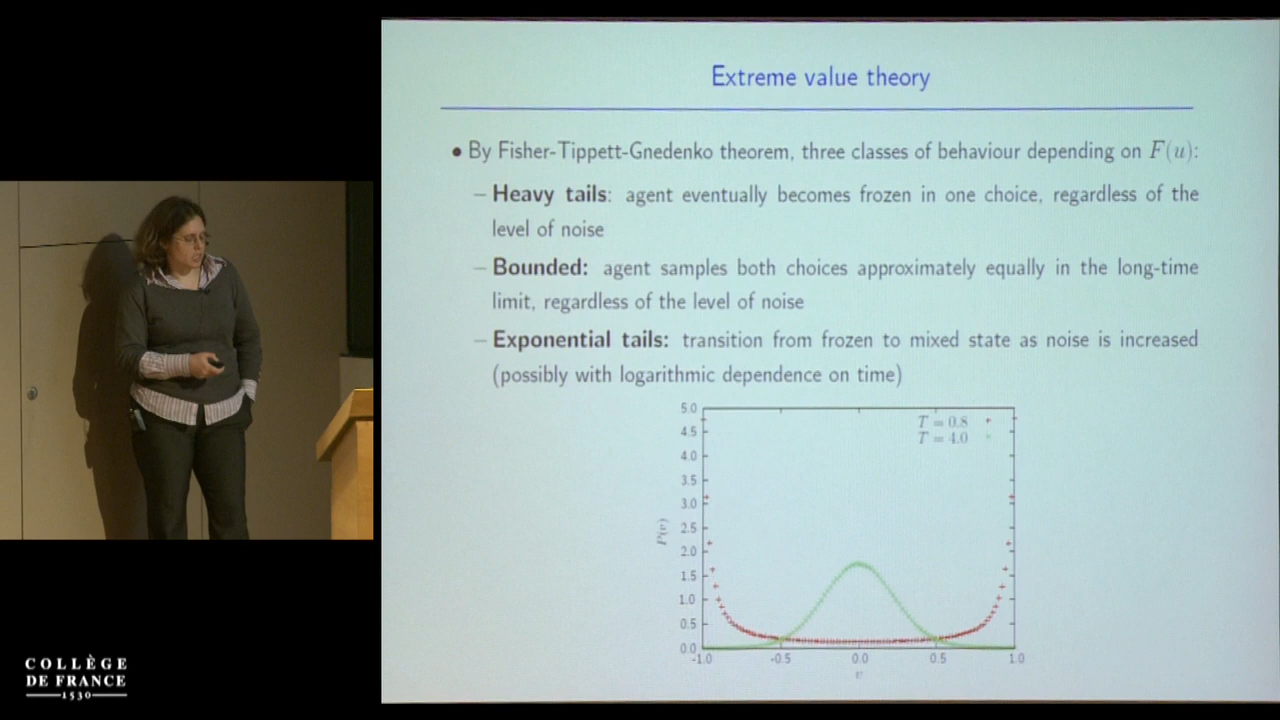 Extreme value theory
• By Fisher-Tippett-Gnedenko theorem, three classes of behaviour depending on F(u):
– Heavy tails: agent eventually becomes frozen in one choice, regardless of the
level of noise
– Bounded: agent samples both choices approximately equally in the long-time
limit, regardless of the level of noise
– Exponential tails: transition from frozen to mixed state as noise is increased
(possibly with logarithmic dependence on time)
5.0
4.5
4.0
3.5
3.0
2.5
2.0
1.5
1.0
0.5
0.0
P(v)
T = 0.8
T = 4.0
-1.0 -0.5 0.0 0.5 1.0
v
COLLÈGE
DE FRANCE
1530